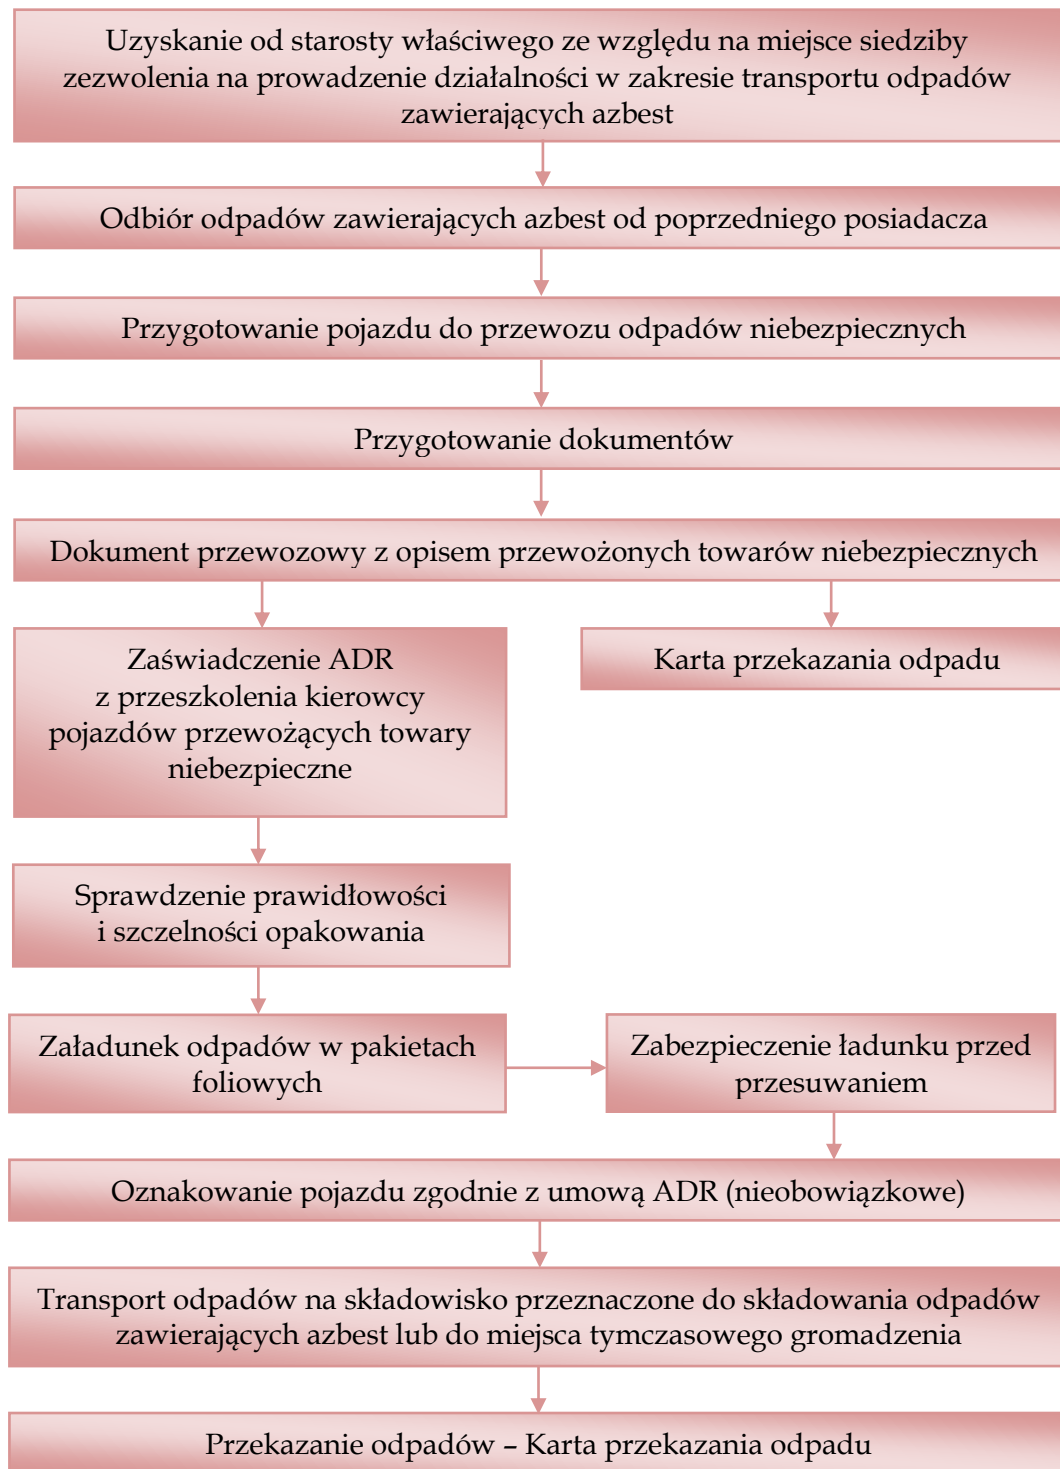 Uzyskanie od starosty właściwego ze względu na miejsce siedziby
zezwolenia na prowadzenie działalności w zakresie transportu odpadów
zawierających azbest
Odbiór odpadów zawierających azbest od poprzedniego posiadacza
Przygotowanie pojazdu do przewozu odpadów niebezpiecznych
Przygotowanie dokumentów
Dokument przewozowy z opisem przewożonych towarów niebezpiecznych
Zaświadczenie ADR
z przeszkolenia kierowcy
pojazdów przewożących towary
niebezpieczne
Karta przekazania odpadu
Sprawdzenie prawidłowości
i szczelności opakowania
Załadunek odpadów w pakietach
foliowych
Zabezpieczenie ładunku przed
przesuwaniem
Oznakowanie pojazdu zgodnie z umową ADR (nieobowiązkowe)
Transport odpadów na składowisko przeznaczone do składowania odpadów
zawierających azbest lub do miejsca tymczasowego gromadzenia
Przekazanie odpadów – Karta przekazania odpadu